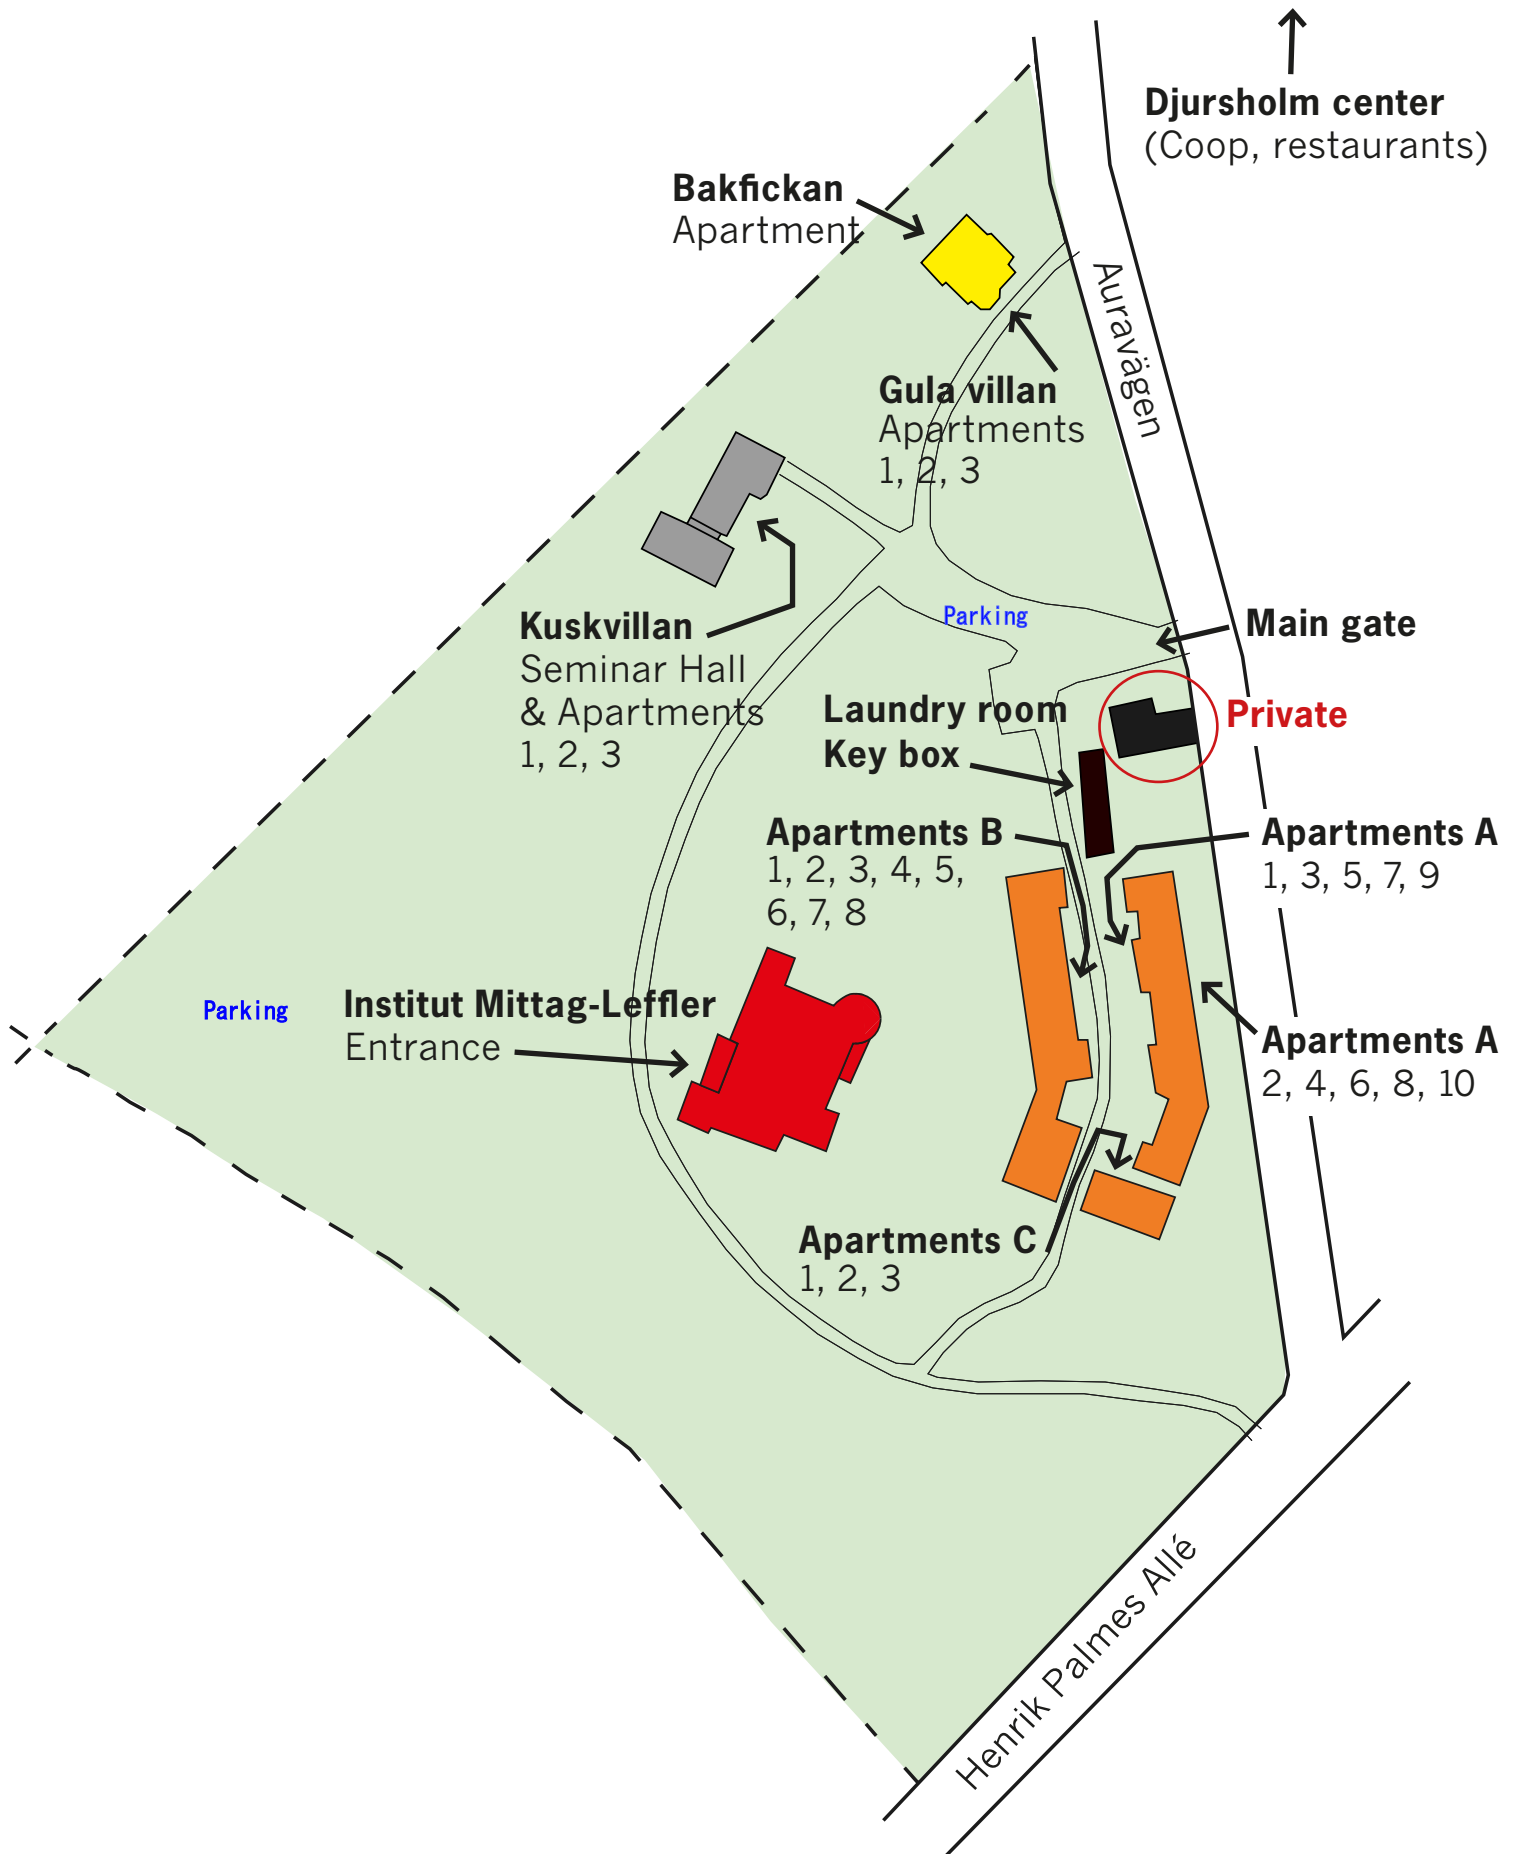 Djursholm center
(Coop, restaurants)
Bakfickan
Apartment
Auravägen
Gula villan
Apartments
1, 2, 3
Parking
Main gate
Kuskvillan
Seminar Hall
& Apartments
1, 2, 3
Laundry room
Key box
Private
Apartments B
1, 2, 3, 4, 5,
6, 7, 8
Apartments A
1, 3, 5, 7, 9
Parking
Institut Mittag-Leffler
Entrance
Apartments A
2, 4, 6, 8, 10
Apartments C
1, 2, 3
Henrik Palmes Allé